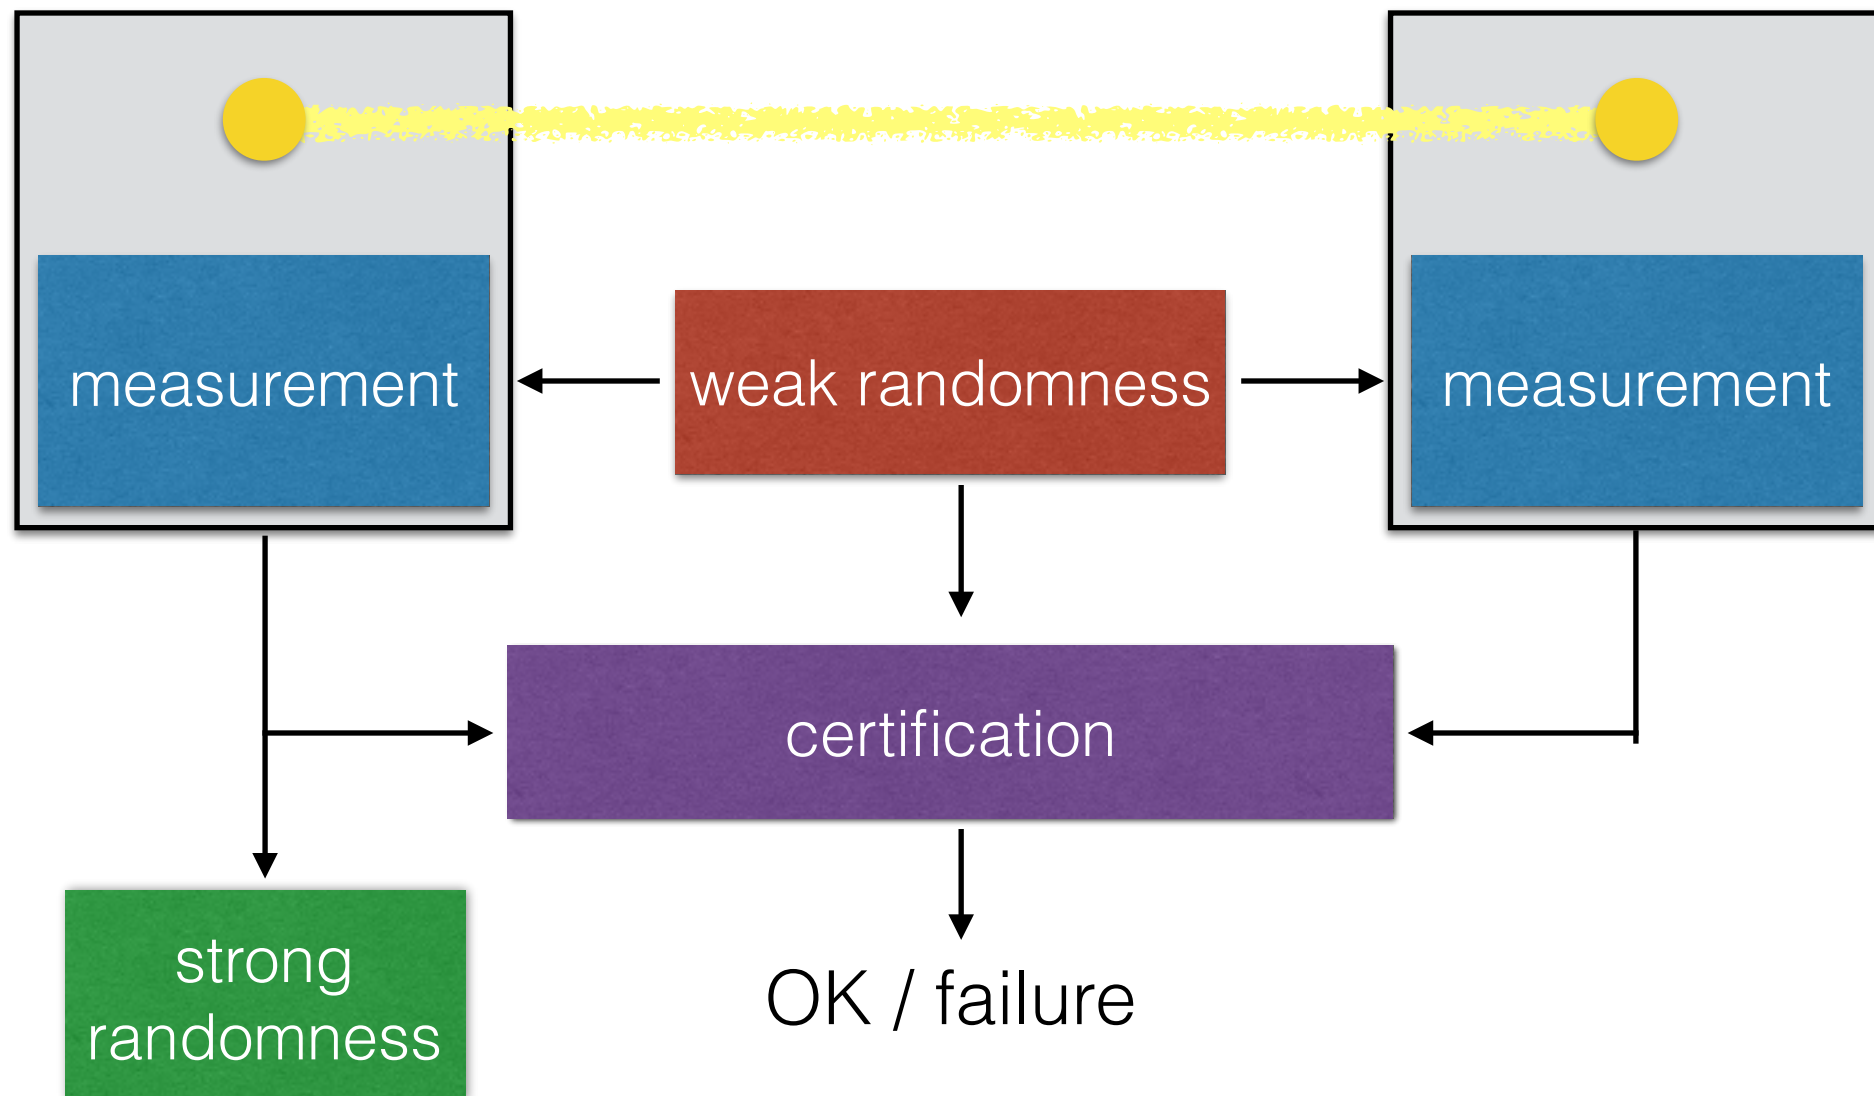 measurement
weak randomness
measurement
certification
strong
randomness
OK / failure